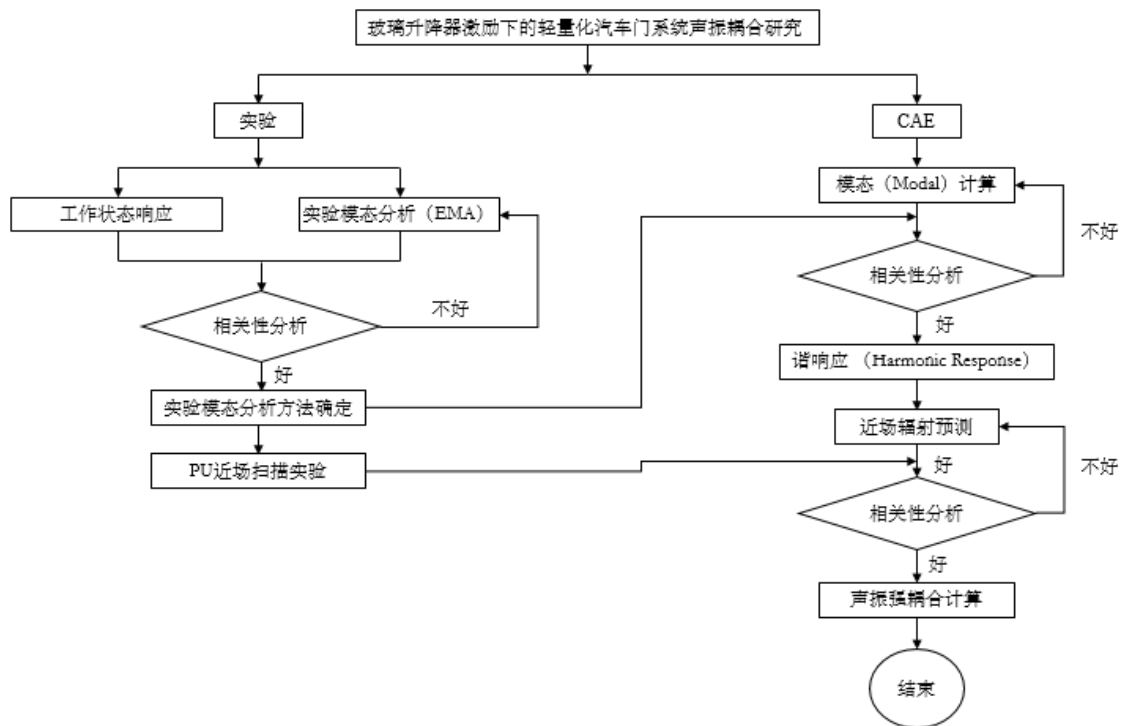 玻璃升降器激励下的轻量化汽车门系统声振耦合研究
实验
CAE
工作状态响应
实验模态分析（EMA）
模态（Modal）计算
不好
相关性分析
不好
相关性分析
好
好
谐响应 （Harmonic Response）
实验模态分析方法确定
近场辐射预测
PU近场扫描实验
好
不好
相关性分析
好
声振强耦合计算
结束